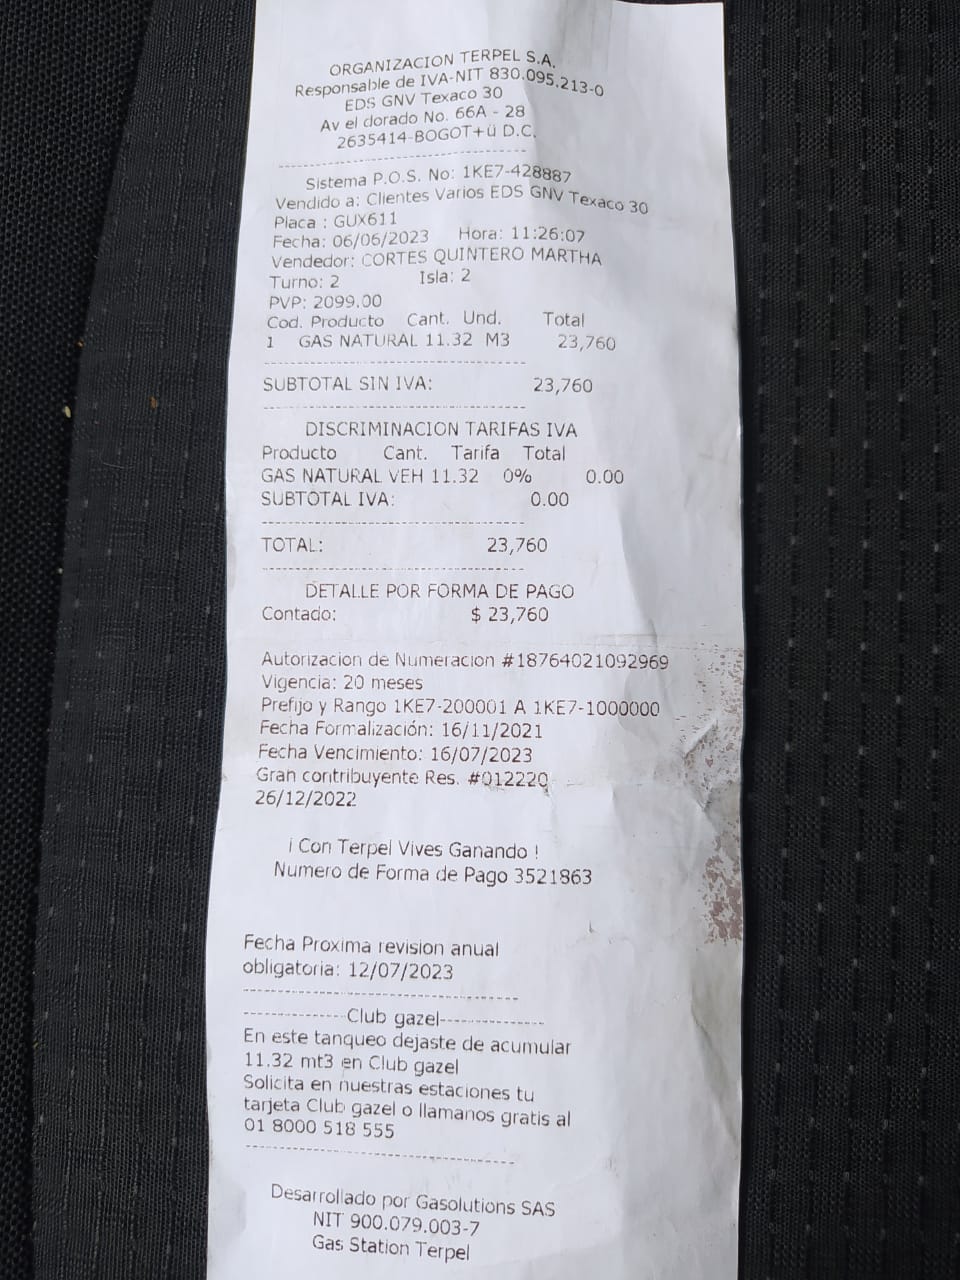 ORGANIZACION TERPEL S.A.
Responsable de IVA-NIT 830.095.213-0
EDS GNV Texaco 30
Av el dorado No. 66A - 28
2635414-BOGOT+ü D.C.
------------------------------------
Sistema P.O.S. No: 1KE7-428887
Vendido a: Clientes Varios EDS GNV Texaco 30
Placa : GUX611
Fecha: 06/06/2023 Hora: 11:26:07
Vendedor: CORTES QUINTERO MARTHA
Turno: 2 Isla: 2
PVP: 2099.00
Cod. Producto Cant. Und. Total
1 GAS NATURAL 11.32 M3 23,760
------------------------------------
SUBTOTAL SIN IVA: 23,760
------------------------------------
DISCRIMINACION TARIFAS IVA
Producto Cant. Tarifa Total
GAS NATURAL VEH 11.32 0% 0.00
SUBTOTAL IVA: 0.00
------------------------------------
TOTAL: 23,760
------------------------------------
DETALLE POR FORMA DE PAGO
Contado: $ 23,760
Autorizacion de Numeracion #18764021092969
Vigencia: 20 meses
Prefijo y Rango 1KE7-200001 A 1KE7-1000000
Fecha Formalización: 16/11/2021
Fecha Vencimiento: 16/07/2023
Gran contribuyente Res. #012220
26/12/2022
¡ Con Terpel Vives Ganando !
Numero de Forma de Pago 3521863
Fecha Proxima revision anual
obligatoria: 12/07/2023
------------------------------------
--------------Club gazel--------------
En este tanqueo dejaste de acumular
11.32 mt3 en Club gazel
Solicita en nuestras estaciones tu
tarjeta Club gazel o llamanos gratis al
01 8000 518 555
------------------------------------
Desarrollado por Gasolutions SAS
NIT 900.079.003-7
Gas Station Terpel